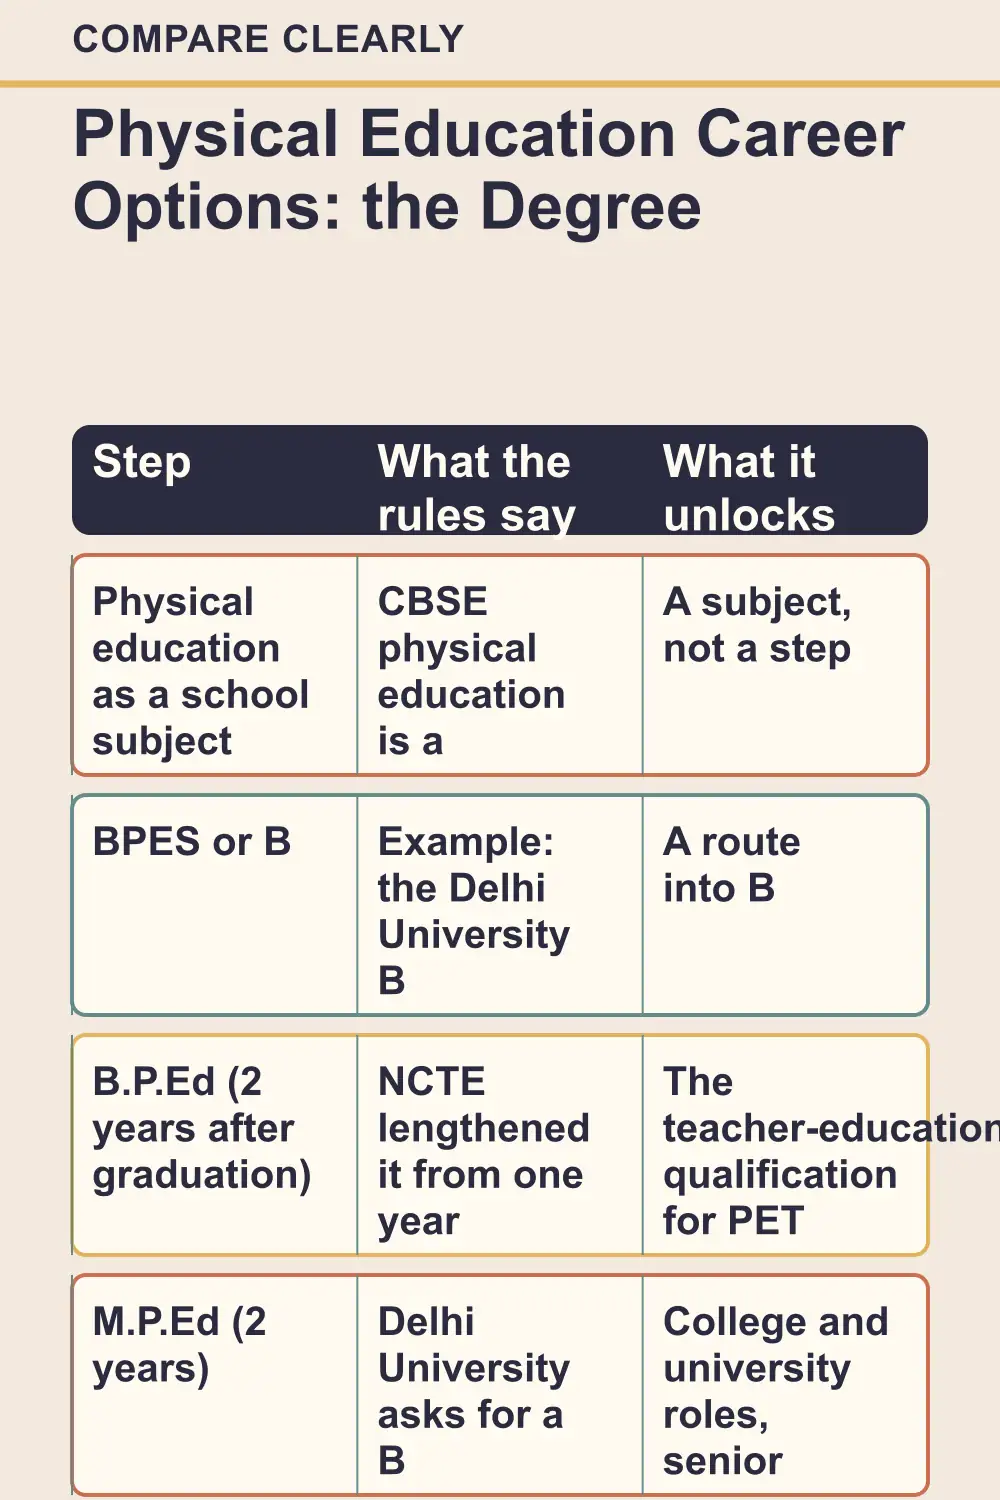 COMPARE CLEARLY
Physical Education Career
Options: the Degree
Step
What the
rules say
What it
unlocks
Physical
education
as a school
subject
CBSE
physical
education
is a
A subject,
not a step
BPES or B
Example:
the Delhi
University
B
A route
into B
B.P.Ed (2
years after
graduation)
NCTE
lengthened
it from one
year
The
teacher-education
qualification
for PET
M.P.Ed (2
years)
Delhi
University
asks for a
B
College and
university
roles,
senior